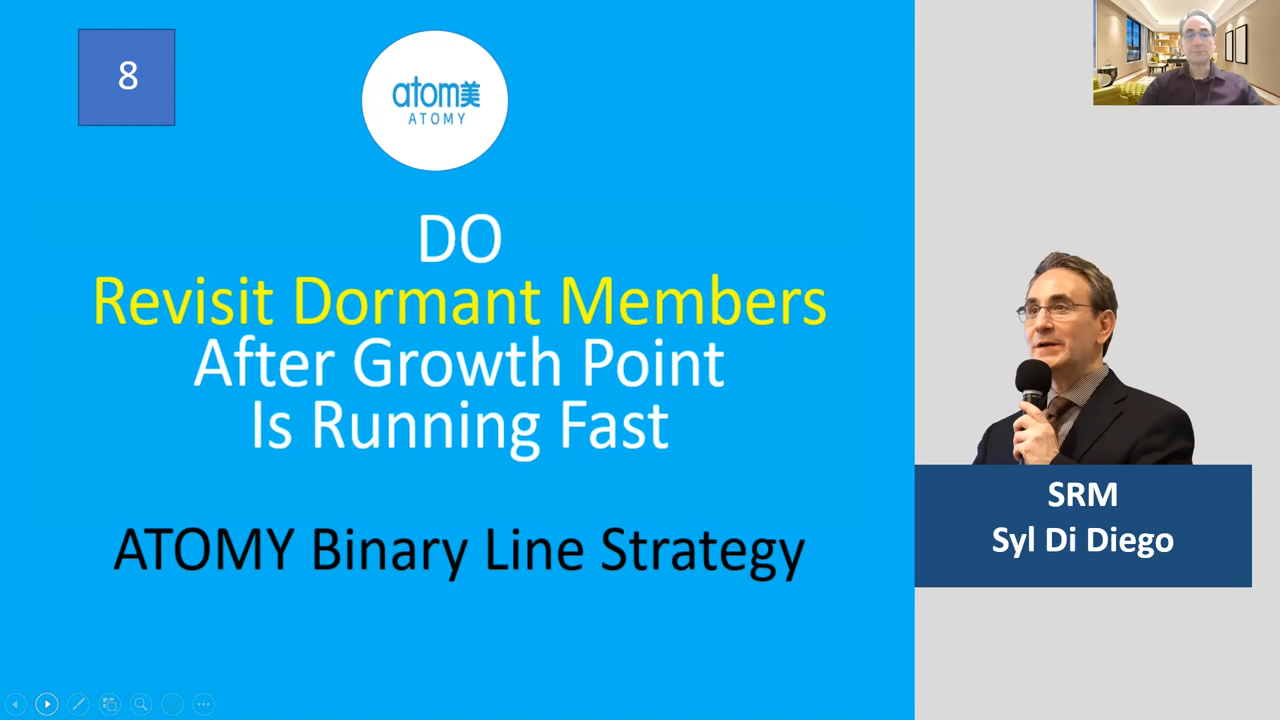 8
atom美
ATOMY
DO
Revisit Dormant Members
After Growth Point
Is Running Fast
ATOMY Binary Line Strategy
SRM
Syl Di Diego